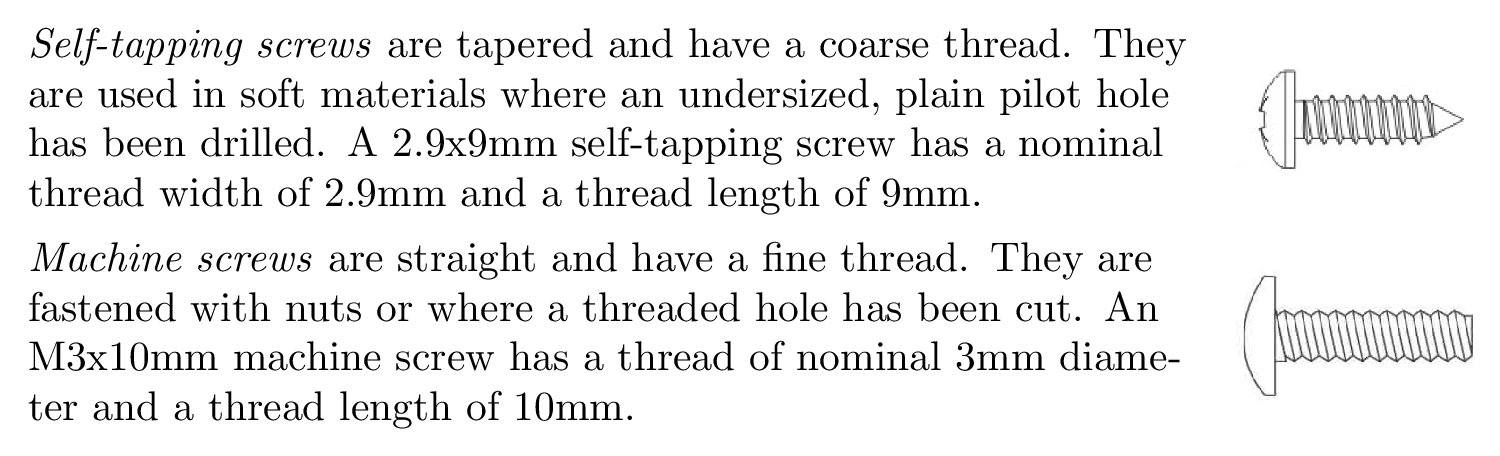 Self-tapping screws are tapered and have a coarse thread. They
are used in soft materials where an undersized, plain pilot hole
has been drilled. A 2.9x9mm self-tapping screw has a nominal
thread width of 2.9mm and a thread length of 9mm.
Machine screws are straight and have a fine thread. They are
fastened with nuts or where a threaded hole has been cut. An
M3x10mm machine screw has a thread of nominal 3mm diame-
ter and a thread length of 10mm.